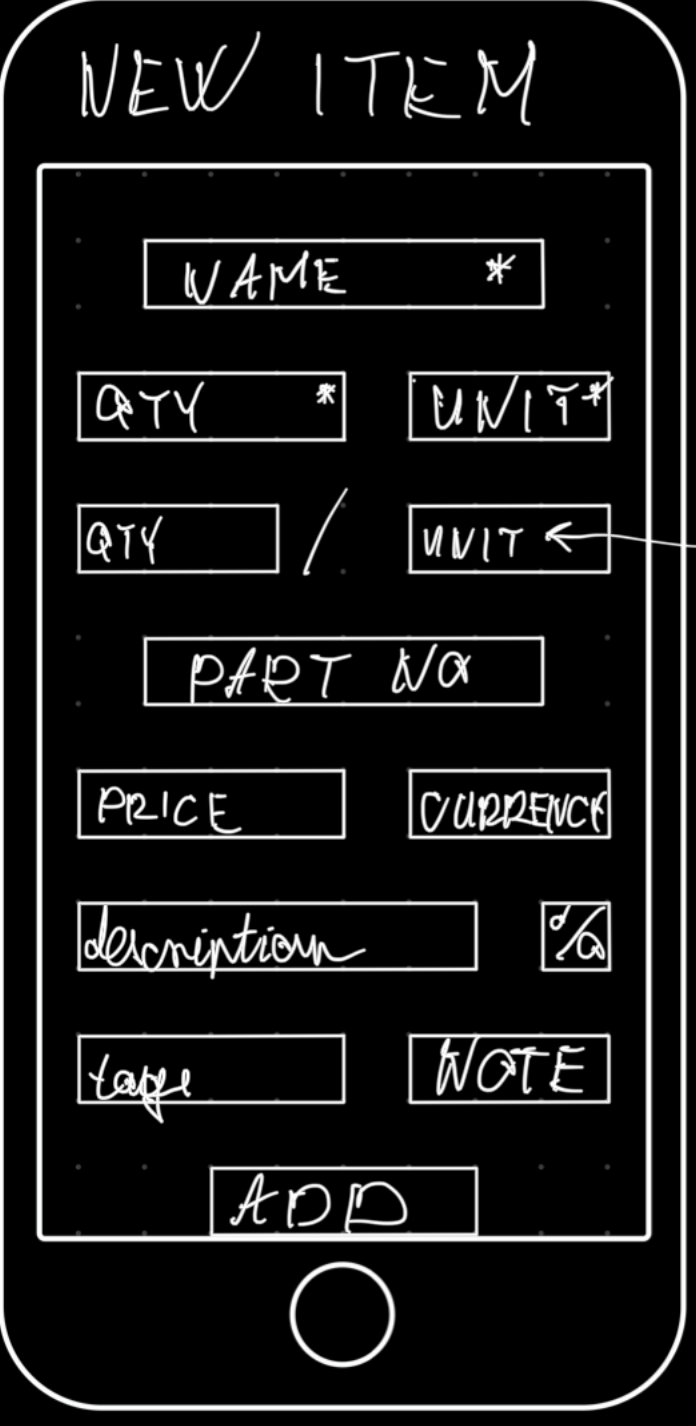 NEW ITEM
NAME *
QTY * UNIT *
QTY / UNIT ←
PART NO
PRICE CURRENCY
description %
tags NOTE
ADD